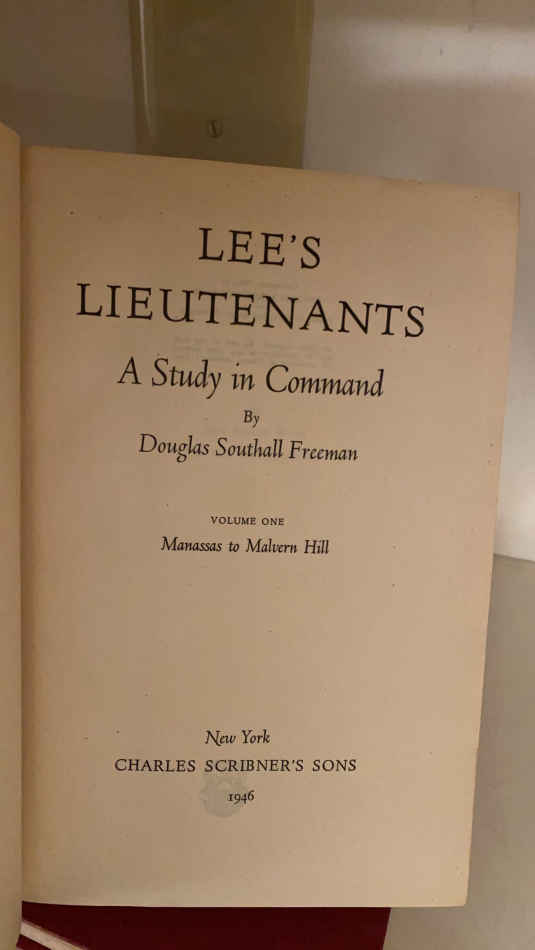 LEE'S
LIEUTENANTS
A Study in Command
By
Douglas Southall Freeman
VOLUME ONE
Manassas to Malvern Hill
New York
CHARLES SCRIBNER'S SONS
1946